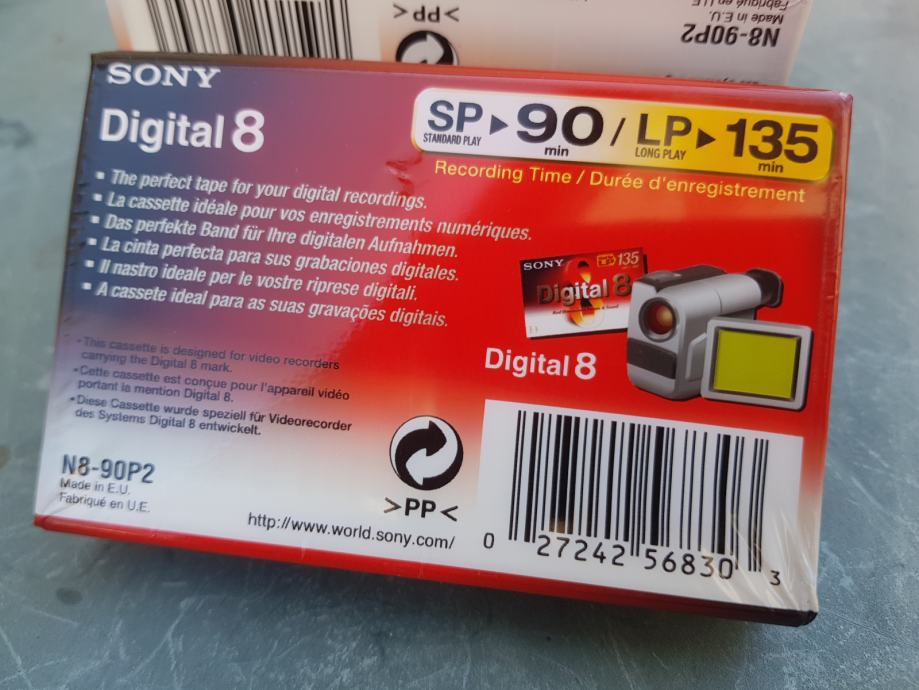 >PP<
Made in E.U.
Fabriqué en U.E.
N8-90P2
SONY
Digital 8
SP ▶ 90 / LP ▶ 135
STANDARD PLAY min LONG PLAY min
Recording Time / Durée d'enregistrement
▪ The perfect tape for your digital recordings.
▪ La cassette idéale pour vos enregistrements numériques.
▪ Das perfekte Band für Ihre digitalen Aufnahmen.
▪ La cinta perfecta para sus grabaciones digitales.
▪ Il nastro ideale per le vostre riprese digitali.
▪ A cassete ideal para as suas gravações digitais.
SONY 135
Digital 8
Digital 8
•This cassette is designed for video recorders
carrying the Digital 8 mark.
•Cette cassette est conçue pour l'appareil vidéo
portant la mention Digital 8.
•Diese Cassette wurde speziell für Videorecorder
des Systems Digital 8 entwickelt.
N8-90P2
Made in E.U.
Fabriqué en U.E.
>PP<
http://www.world.sony.com/
0 27242 56830 3